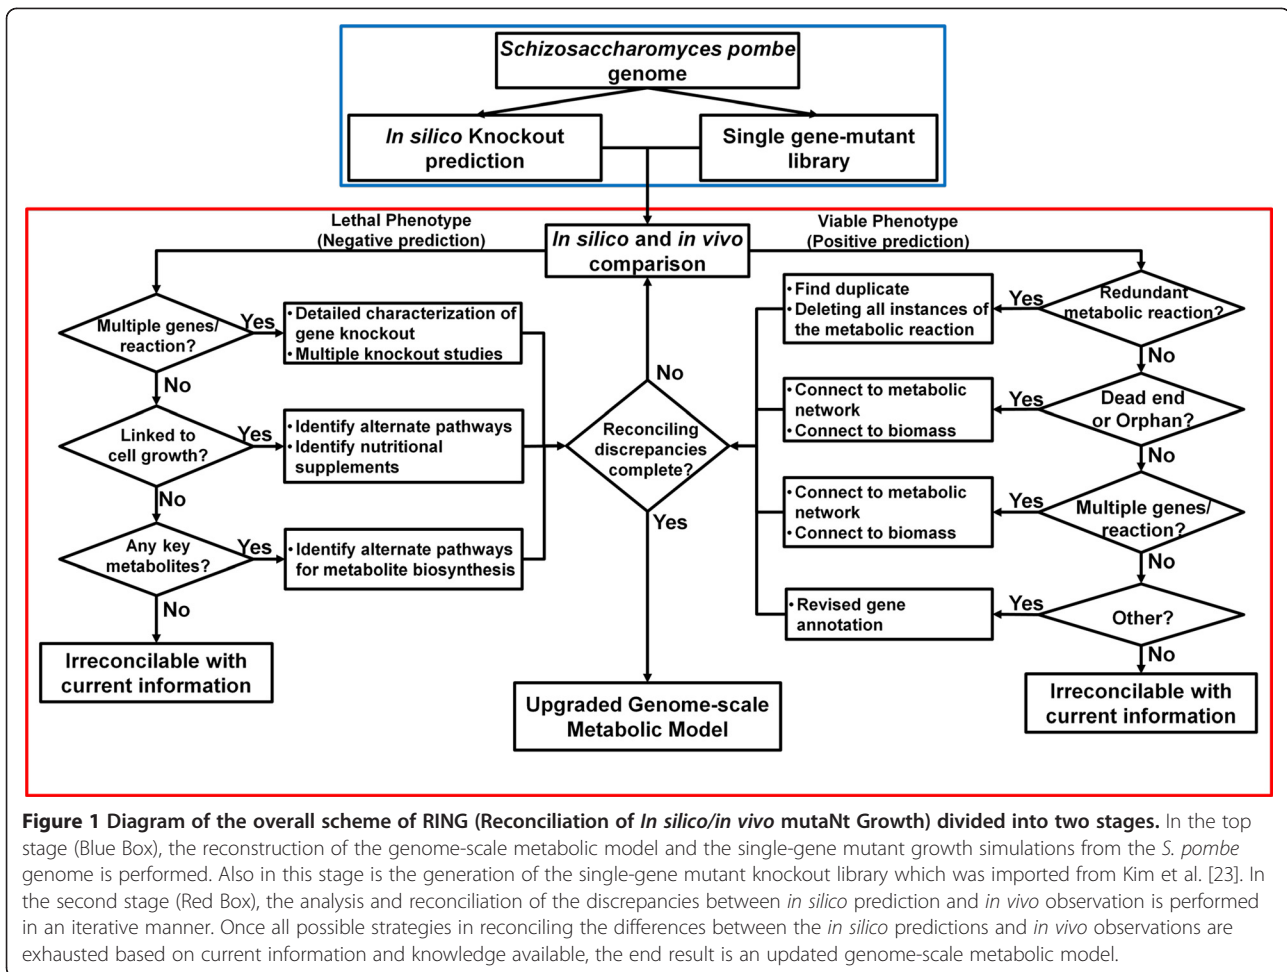 Schizosaccharomyces pombe
genome
In silico Knockout
prediction
Single gene-mutant
library
Lethal Phenotype
(Negative prediction)
In silico and in vivo
comparison
Viable Phenotype
(Positive prediction)
Multiple genes/
reaction?
Yes
• Detailed characterization of
gene knockout
• Multiple knockout studies
No
Linked to
cell growth?
Yes
• Identify alternate pathways
• Identify nutritional
supplements
No
Any key
metabolites?
Yes
• Identify alternate pathways
for metabolite biosynthesis
No
Irreconcilable with
current information
No
Reconciling
discrepancies
complete?
Yes
Upgraded Genome-scale
Metabolic Model
Redundant
metabolic reaction?
Yes
• Find duplicate
• Deleting all instances of
the metabolic reaction
No
Dead end
or Orphan?
Yes
• Connect to metabolic
network
• Connect to biomass
No
Multiple genes/
reaction?
Yes
• Connect to metabolic
network
• Connect to biomass
No
Other?
Yes
• Revised gene
annotation
No
Irreconcilable with
current information
Figure 1 Diagram of the overall scheme of RING (Reconciliation of In silico/in vivo mutaNt Growth) divided into two stages. In the top
stage (Blue Box), the reconstruction of the genome-scale metabolic model and the single-gene mutant growth simulations from the S. pombe
genome is performed. Also in this stage is the generation of the single-gene mutant knockout library which was imported from Kim et al. [23]. In
the second stage (Red Box), the analysis and reconciliation of the discrepancies between in silico prediction and in vivo observation is performed
in an iterative manner. Once all possible strategies in reconciling the differences between the in silico predictions and in vivo observations are
exhausted based on current information and knowledge available, the end result is an updated genome-scale metabolic model.